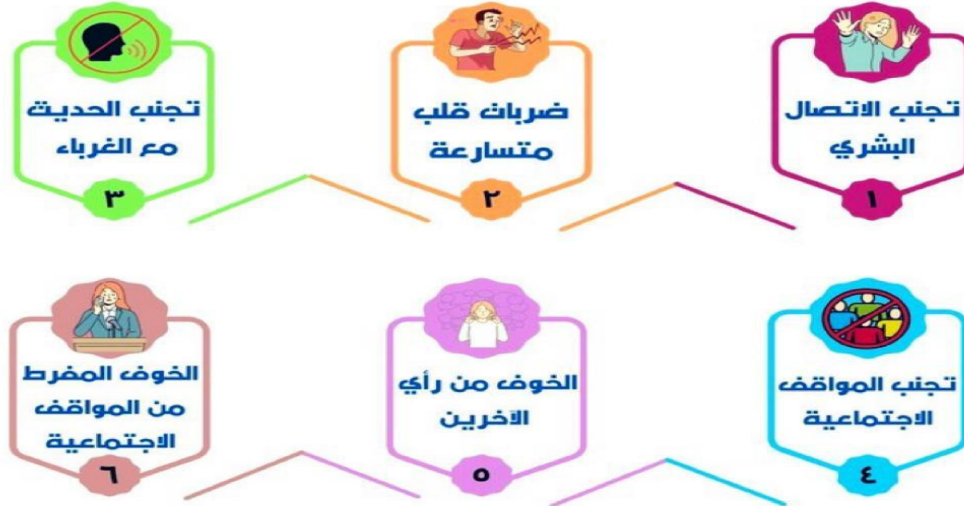 تجنب الاتصال
البشري
١
ضربات قلب
متسارعة
٢
تجنب الحديث
مع الغرباء
٣
تجنب المواقف
الاجتماعية
٤
الخوف من رأي
الآخرين
٥
الخوف المفرط
من المواقف
الاجتماعية
٦